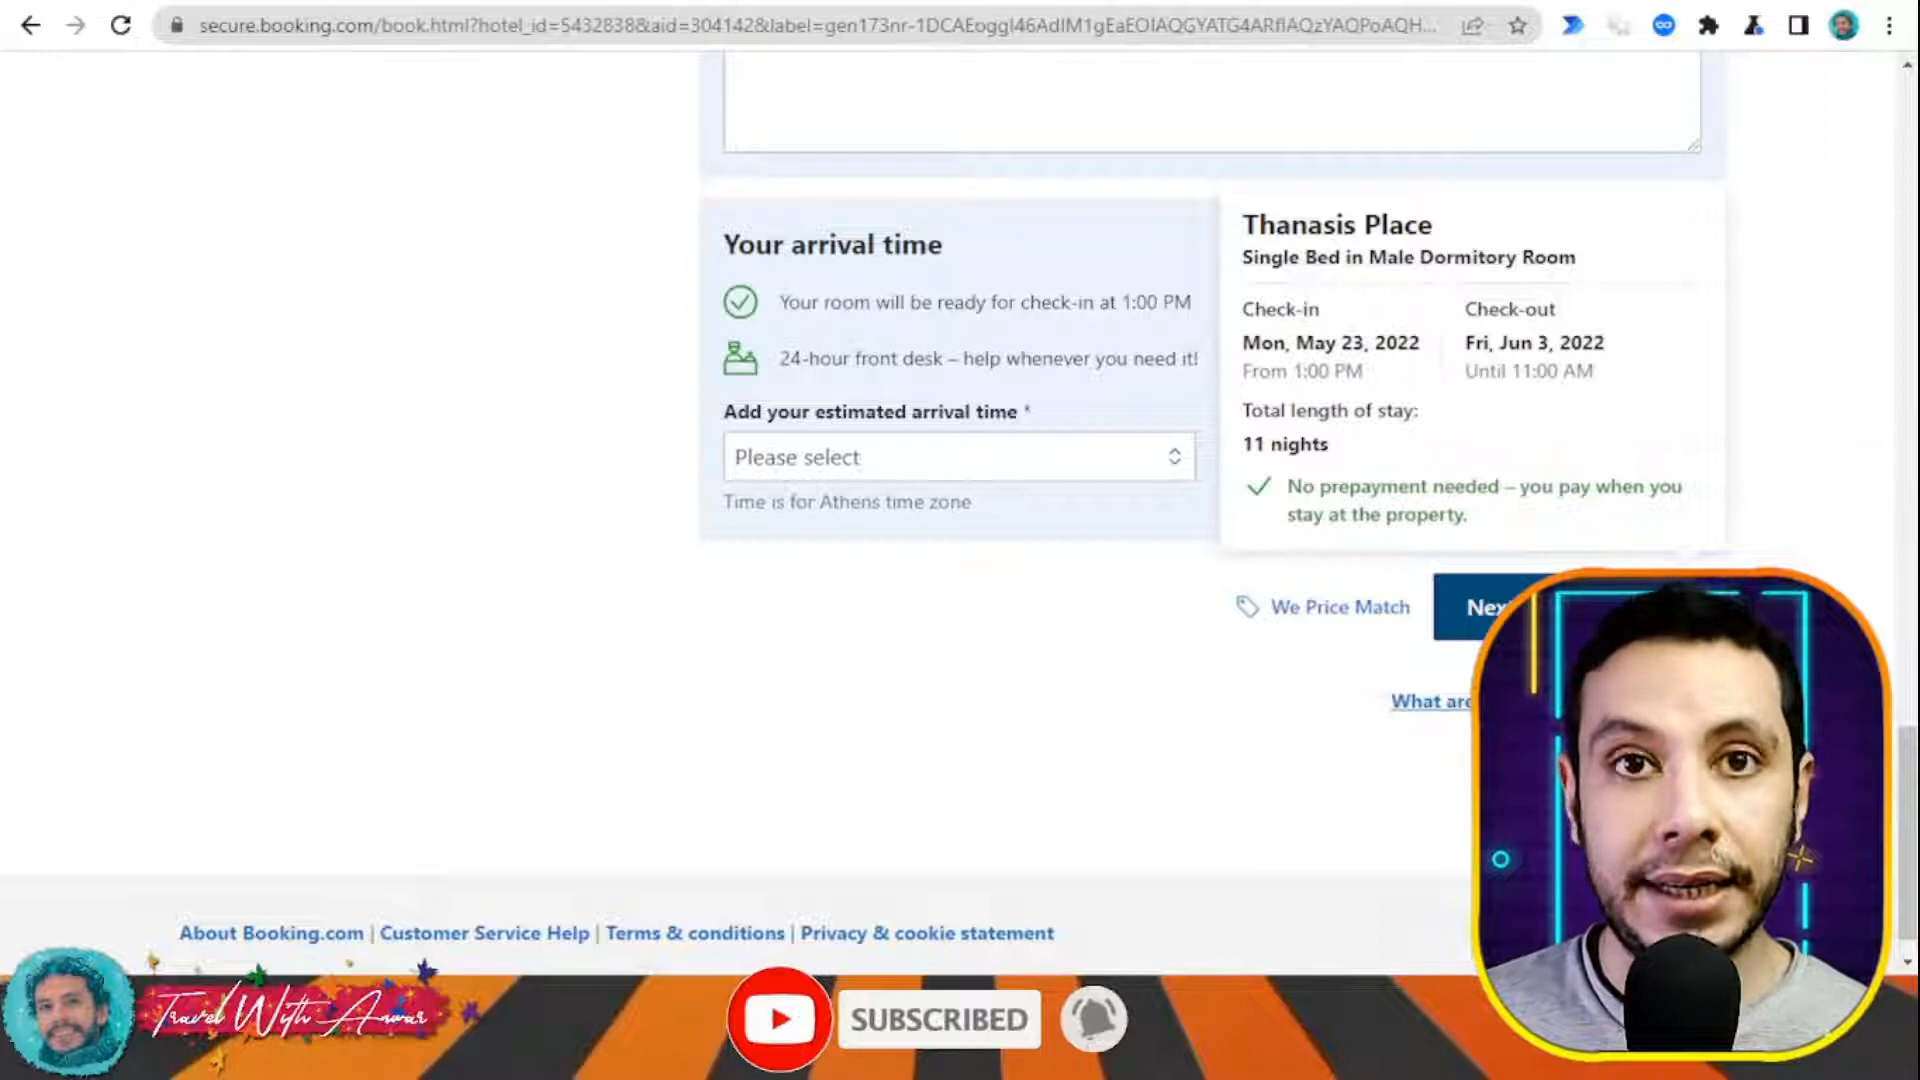 secure.booking.com/book.html?hotel_id=5432838&aid=304142&label=gen173nr-1DCAEoggI46AdIM1gEaEOIAQGYATG4ARfIAQzYAQPoAQH...
Your arrival time
Your room will be ready for check-in at 1:00 PM
24-hour front desk – help whenever you need it!
Add your estimated arrival time *
Please select
Time is for Athens time zone
Thanasis Place
Single Bed in Male Dormitory Room
Check-in
Check-out
Mon, May 23, 2022
Fri, Jun 3, 2022
From 1:00 PM
Until 11:00 AM
Total length of stay:
11 nights
No prepayment needed – you pay when you
stay at the property.
We Price Match
What
About Booking.com | Customer Service Help | Terms & conditions | Privacy & cookie statement
Travel With Anwar
SUBSCRIBED